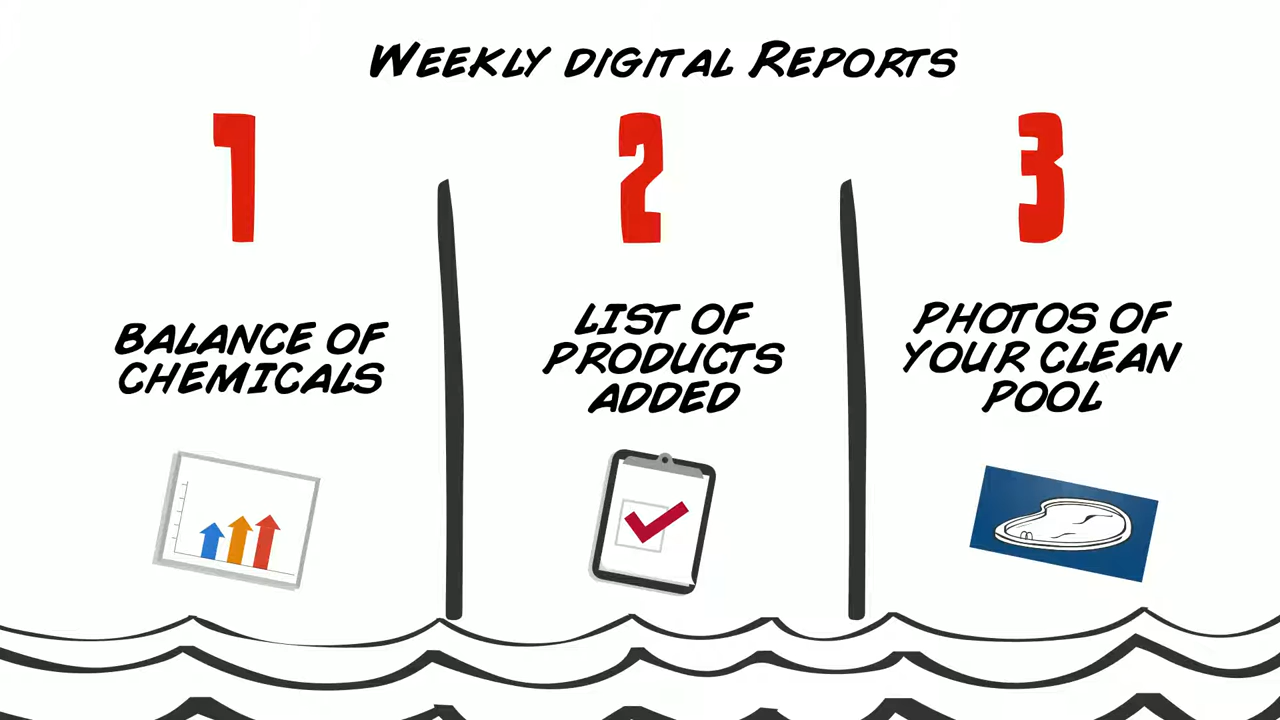 WEEKLY DIGITAL REPORTS
1
BALANCE OF
CHEMICALS
2
LIST OF
PRODUCTS
ADDED
3
PHOTOS OF
YOUR CLEAN
POOL